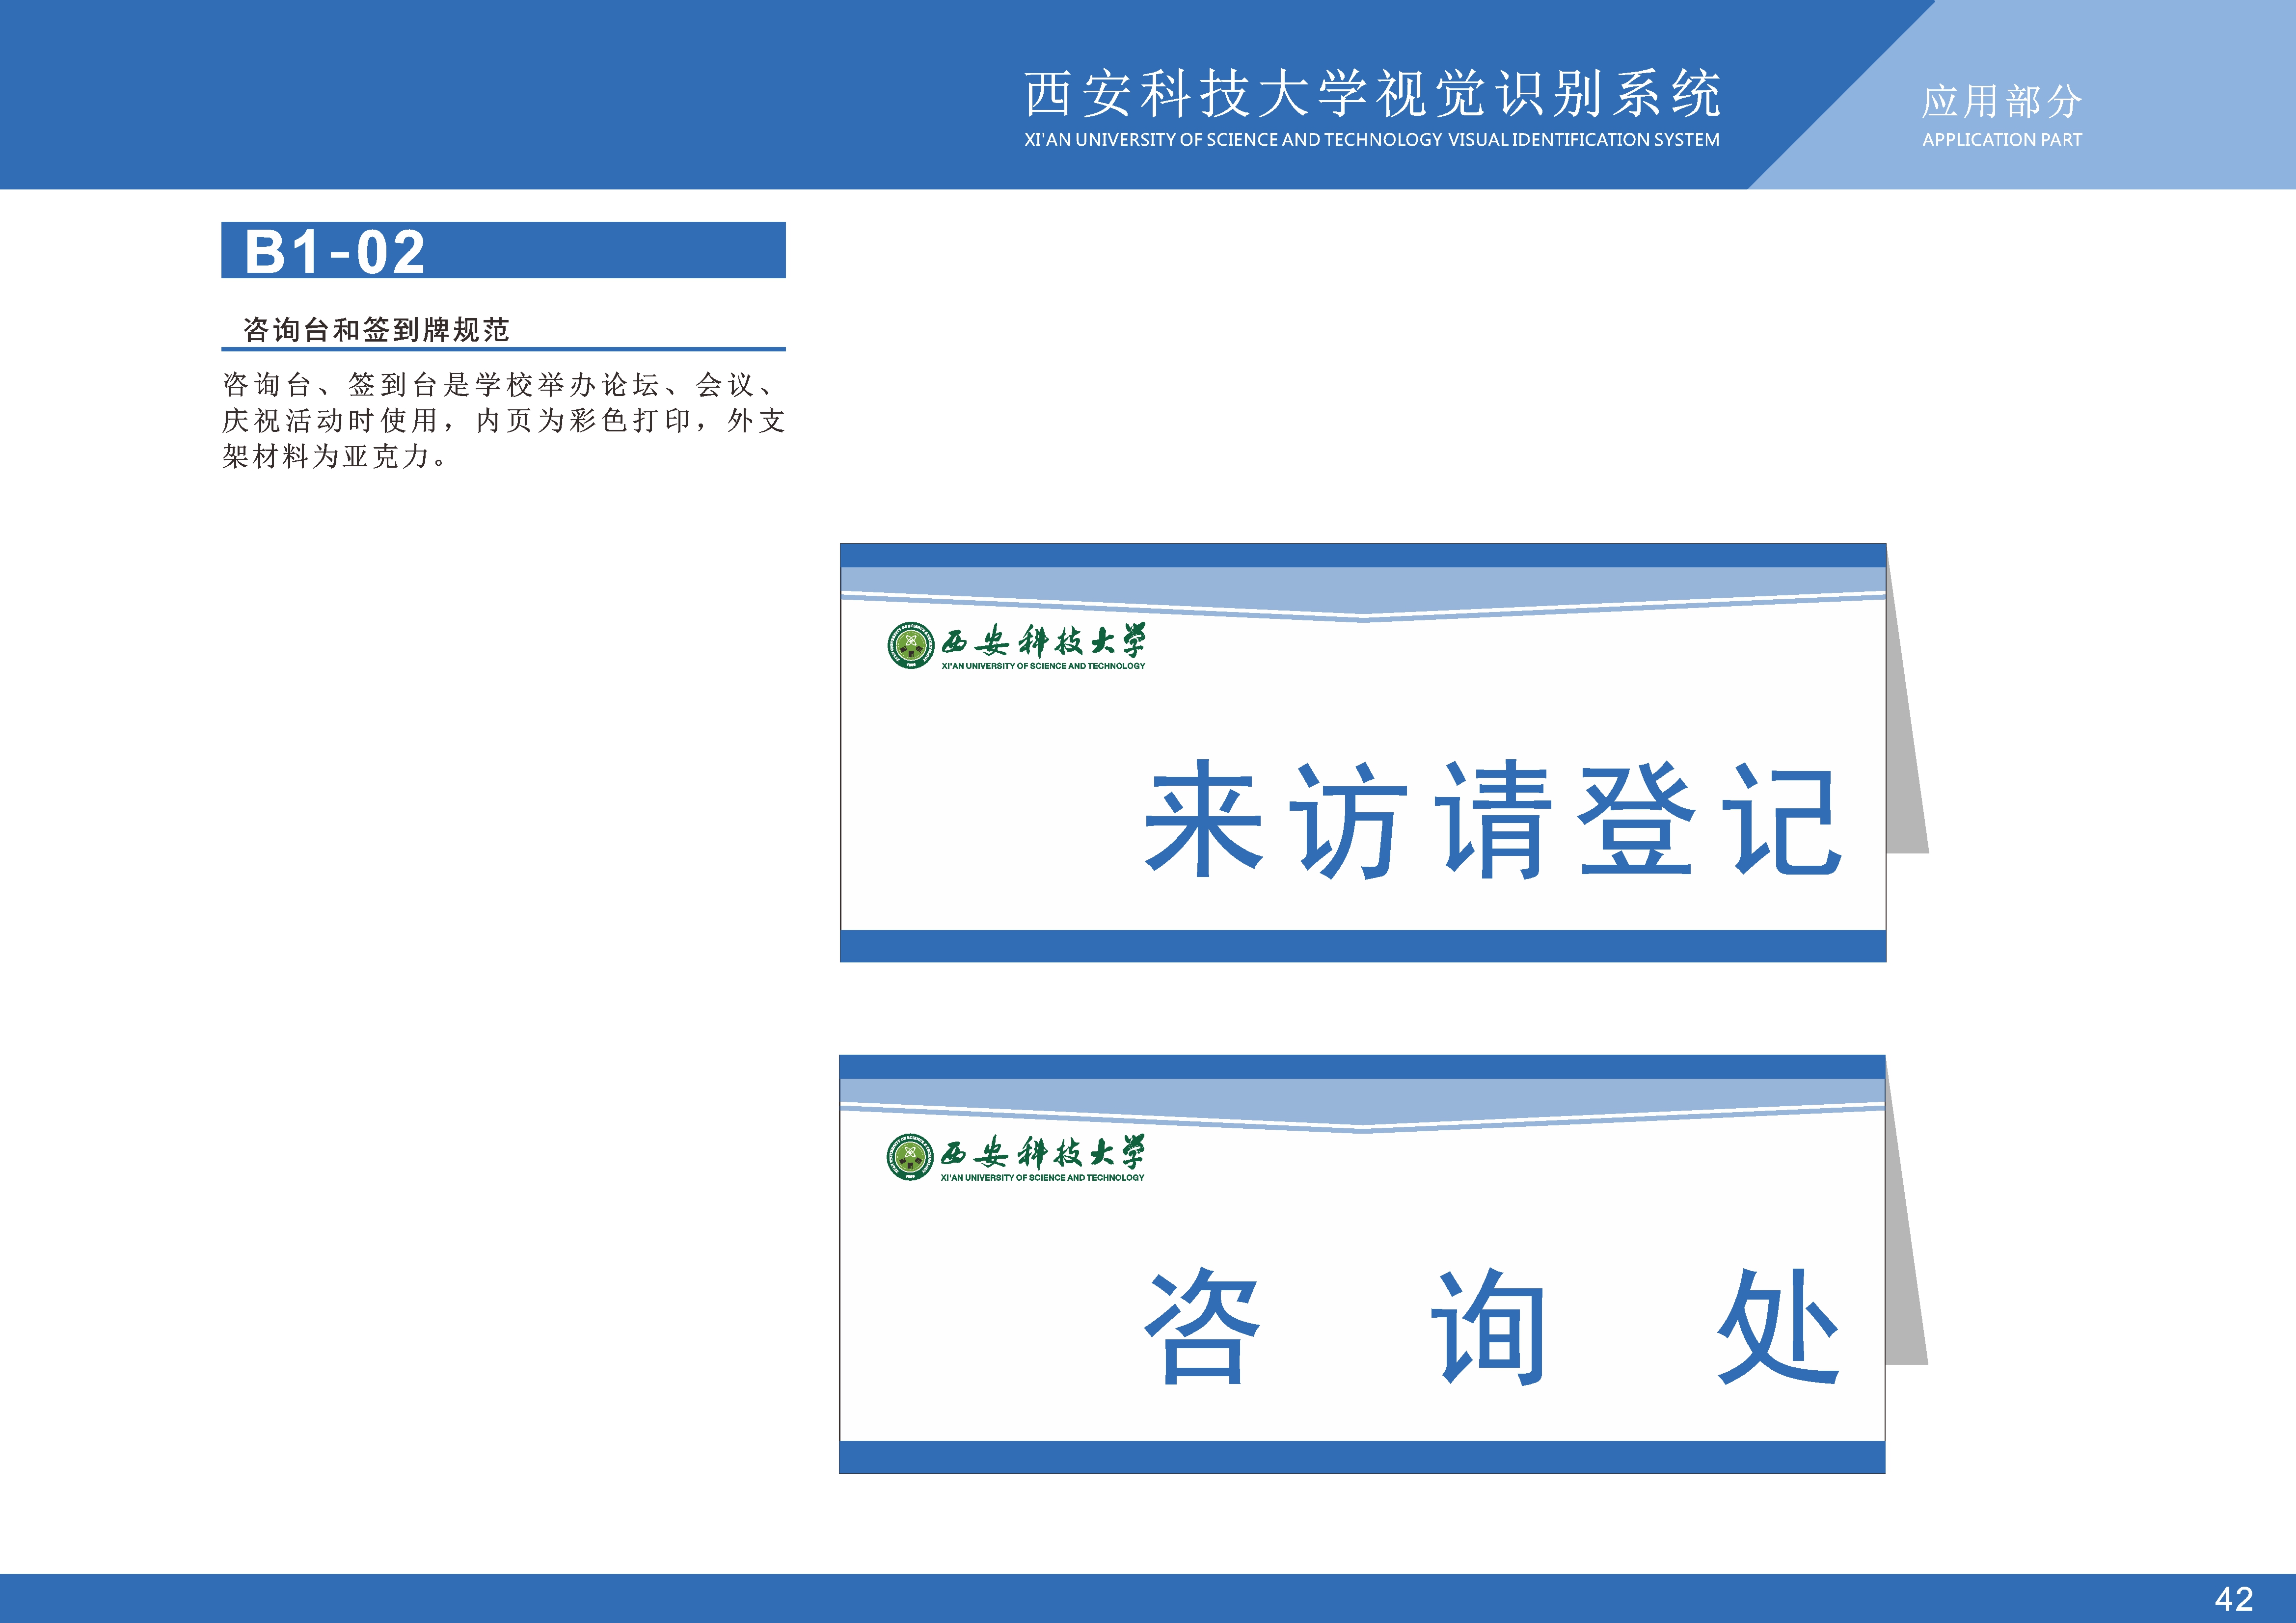 西安科技大学视觉识别系统
XI'AN UNIVERSITY OF SCIENCE AND TECHNOLOGY VISUAL IDENTIFICATION SYSTEM
应用部分
APPLICATION PART
B1-02
咨询台和签到牌规范
咨询台、签到台是学校举办论坛、会议、
庆祝活动时使用，内页为彩色打印，外支
架材料为亚克力。
西安科技大学
XI'AN UNIVERSITY OF SCIENCE AND TECHNOLOGY
来访请登记
西安科技大学
XI'AN UNIVERSITY OF SCIENCE AND TECHNOLOGY
咨询处
42